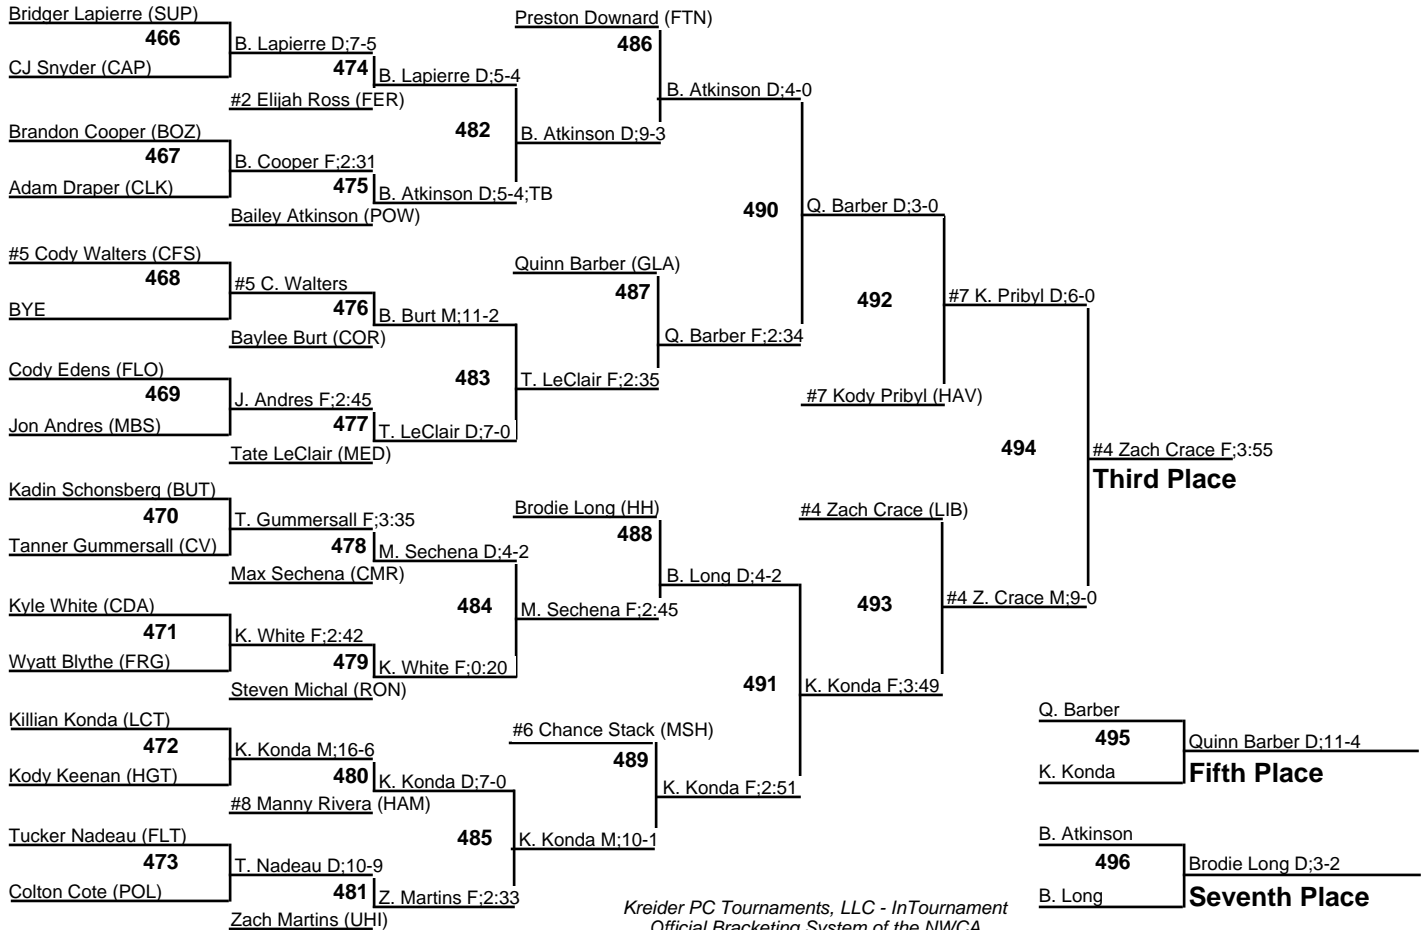 Bridger Lapierre (SUP)
466
CJ Snyder (CAP)
B. Lapierre D;7-5
474
#2 Elijah Ross (FER)
B. Lapierre D;5-4
Brandon Cooper (BOZ)
467
Adam Draper (CLK)
B. Cooper F;2:31
475
Bailey Atkinson (POW)
B. Atkinson D;5-4;TB
482
B. Atkinson D;9-3
Preston Downard (FTN)
486
B. Atkinson D;4-0
#5 Cody Walters (CFS)
468
BYE
#5 C. Walters
476
Baylee Burt (COR)
B. Burt M;11-2
Cody Edens (FLO)
469
Jon Andres (MBS)
J. Andres F;2:45
477
Tate LeClair (MED)
T. LeClair D;7-0
483
T. LeClair F;2:35
Quinn Barber (GLA)
487
Q. Barber F;2:34
490
Q. Barber D;3-0
492
#7 Kody Pribyl (HAV)
#7 K. Pribyl D;6-0
Kadin Schonsberg (BUT)
470
Tanner Gummersall (CV)
T. Gummersall F;3:35
478
Max Sechena (CMR)
M. Sechena D;4-2
Kyle White (CDA)
471
Wyatt Blythe (FRG)
K. White F;2:42
479
Steven Michal (RON)
K. White F;0:20
484
M. Sechena F;2:45
Brodie Long (HH)
488
B. Long D;4-2
Killian Konda (LCT)
472
Kody Keenan (HGT)
K. Konda M;16-6
480
#8 Manny Rivera (HAM)
K. Konda D;7-0
Tucker Nadeau (FLT)
473
Colton Cote (POL)
T. Nadeau D;10-9
481
Zach Martins (UHI)
Z. Martins F;2:33
485
K. Konda M;10-1
#6 Chance Stack (MSH)
489
K. Konda F;2:51
491
K. Konda F;3:49
#4 Zach Crace (LIB)
493
#4 Z. Crace M;9-0
494
#4 Zach Crace F;3:55
Third Place
Q. Barber
495
K. Konda
Quinn Barber D;11-4
Fifth Place
B. Atkinson
496
B. Long
Brodie Long D;3-2
Seventh Place
Kreider PC Tournaments, LLC - InTournament
Official Bracketing System of the NWCA